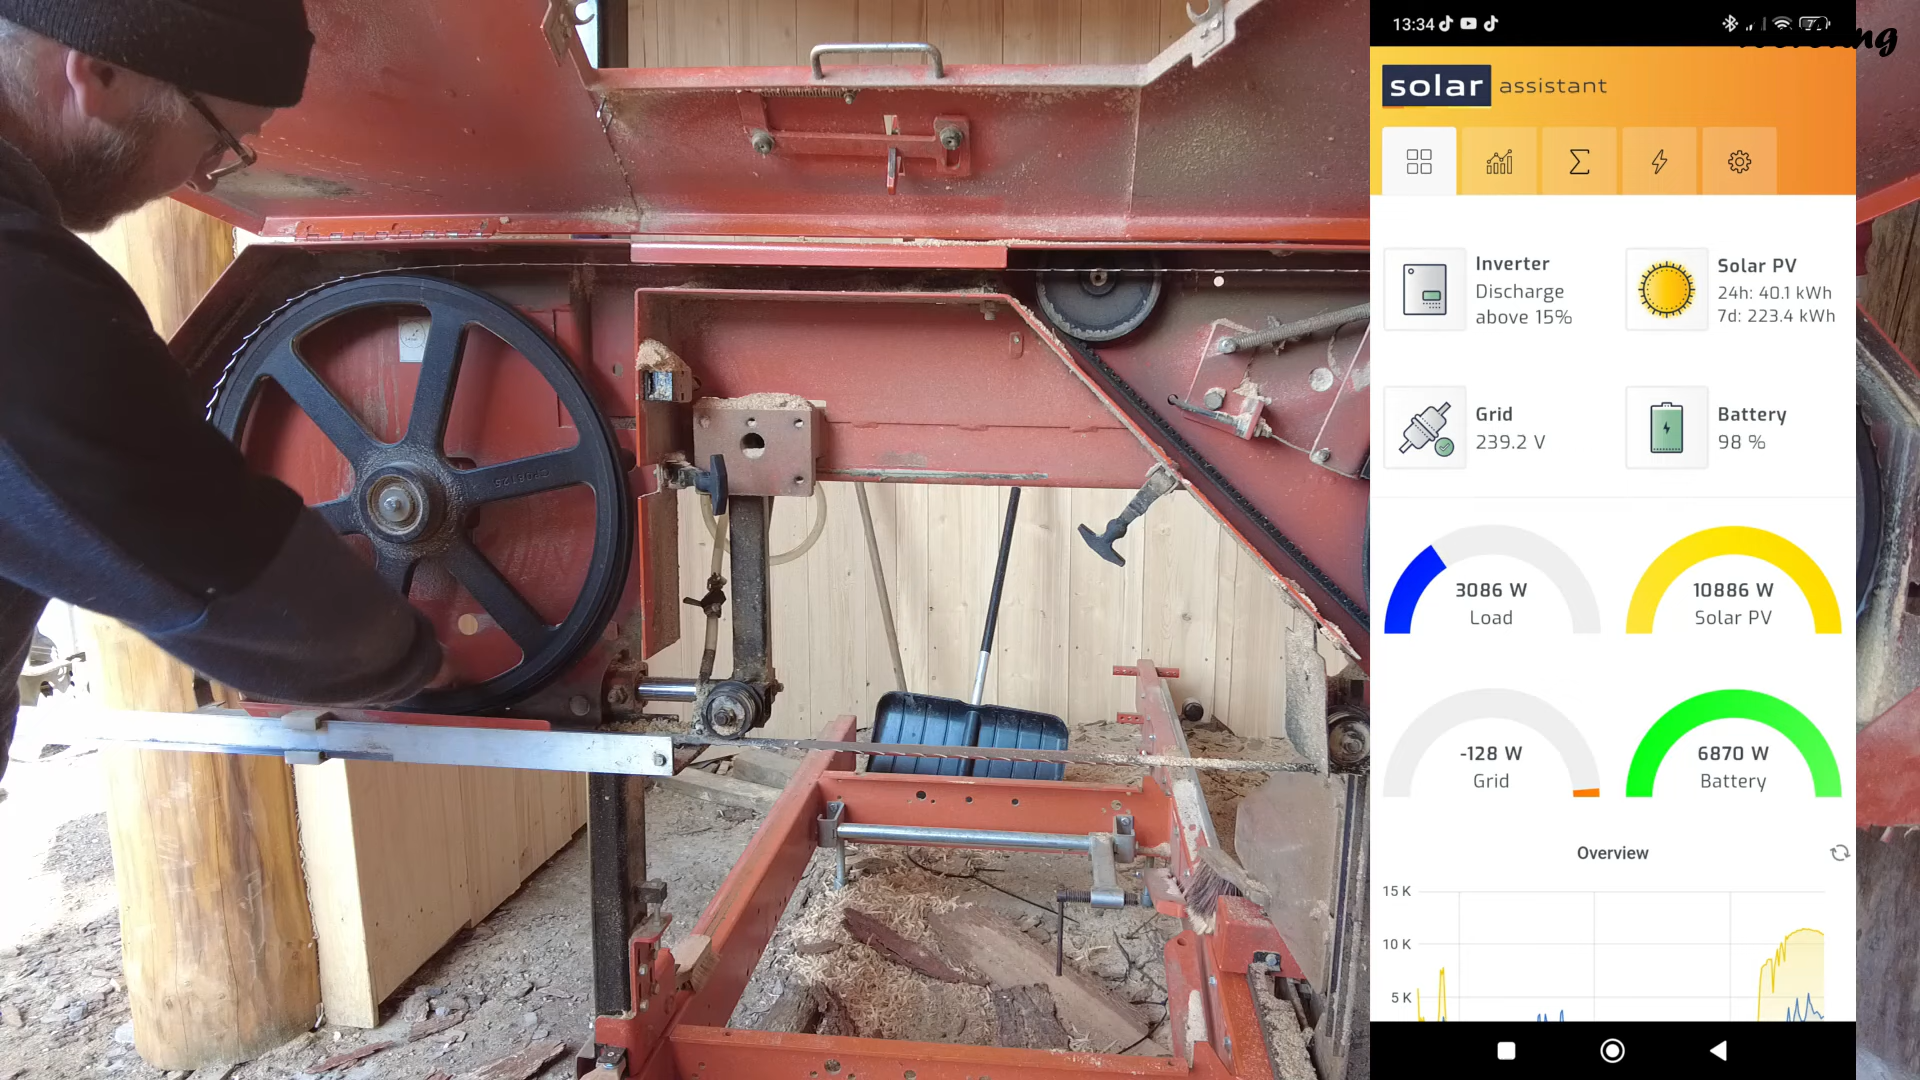 13:34
solar assistant
Inverter
Discharge
above 15%
Solar PV
24h: 40.1 kWh
7d: 223.4 kWh
Grid
239.2 V
Battery
98 %
3086 W
Load
10886 W
Solar PV
-128 W
Grid
6870 W
Battery
Overview
15 K
10 K
5 K